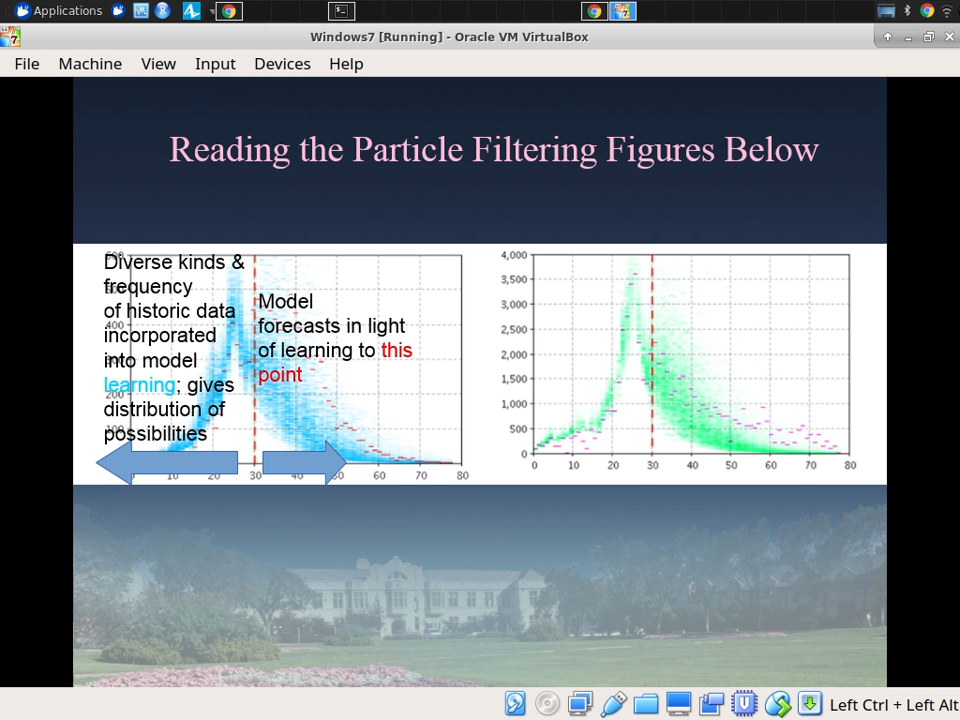 Applications
Windows7 [Running] - Oracle VM VirtualBox
File Machine View Input Devices Help
Reading the Particle Filtering Figures Below
Diverse kinds &
frequency
of historic data
incorporated
into model
learning; gives
distribution of
possibilities
Model
forecasts in light
of learning to this
point
400
200
10 20 30 40 50 60 70 80
4,000
3,500
3,000
2,500
2,000
1,500
1,000
500
0
0 10 20 30 40 50 60 70 80
Left Ctrl + Left Alt